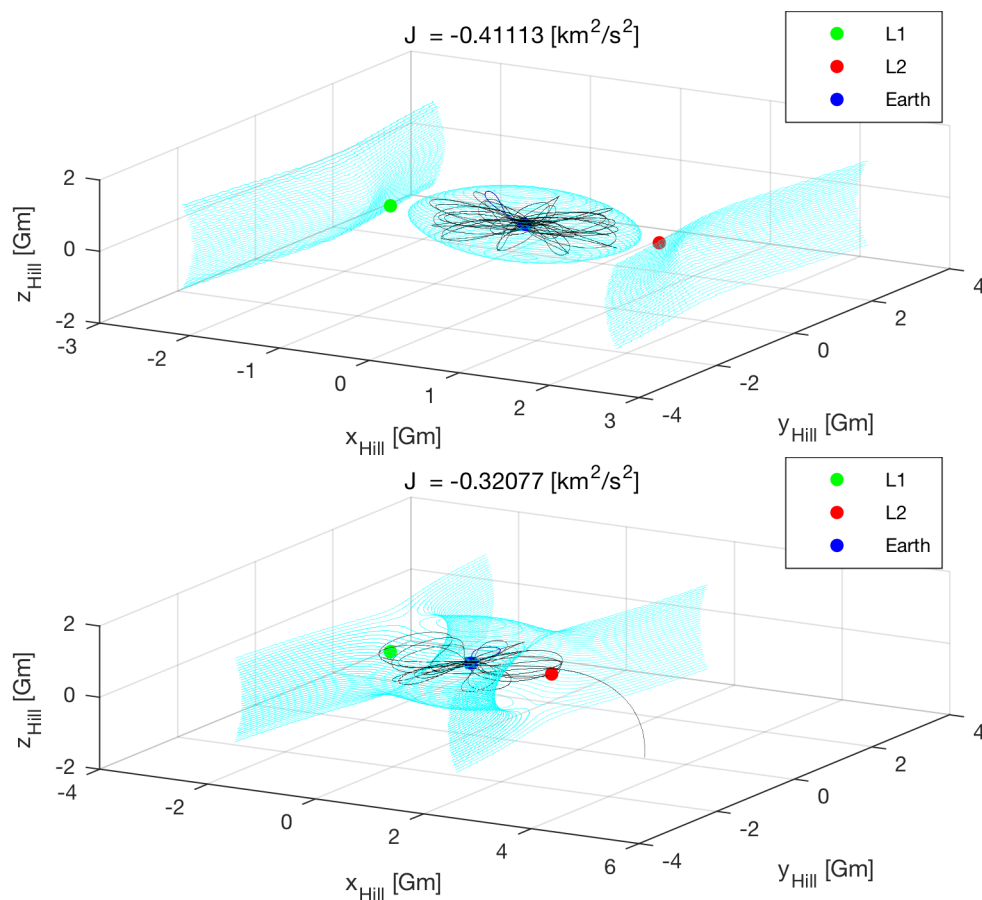 J = -0.41113 [km²/s²]
L1
L2
Earth
z_Hill [Gm]
2
0
-2
-3
-2
-1
0
1
2
3
x_Hill [Gm]
-4
-2
0
2
4
y_Hill [Gm]
J = -0.32077 [km²/s²]
L1
L2
Earth
z_Hill [Gm]
2
0
-2
-4
-2
0
2
4
6
x_Hill [Gm]
-4
-2
0
2
4
y_Hill [Gm]